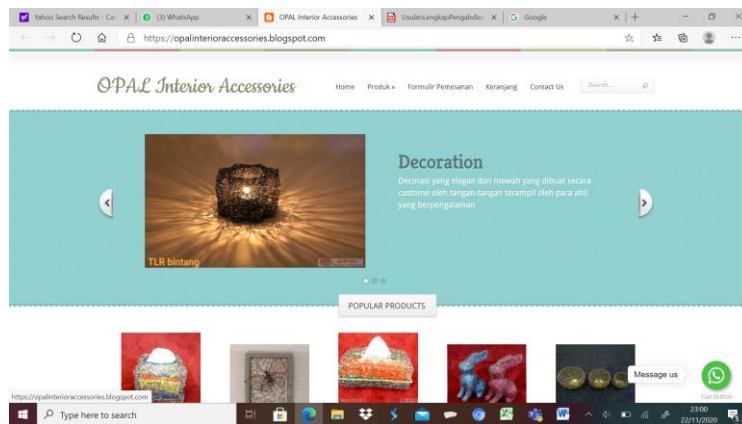 Yahoo Search Results - Co
(3) WhatsApp
OPAL Interior Accessories
UsulanLengkapPengabdian
Google
https://opalinterioraccessories.blogspot.com
OPAL Interior Accessories
Home
Produk »
Formulir Pemesanan
Keranjang
Contact Us
Search...
Decoration
Decorasi yang elegan dan mewah yang dibuat secara
custome oleh tangan-tangan terampil oleh para ahli
yang berpengalaman
TLR bintang
POPULAR PRODUCTS
Message us
https://opalinterioraccessories.blogspot.com
Get Button
Type here to search
23:00
22/11/2020